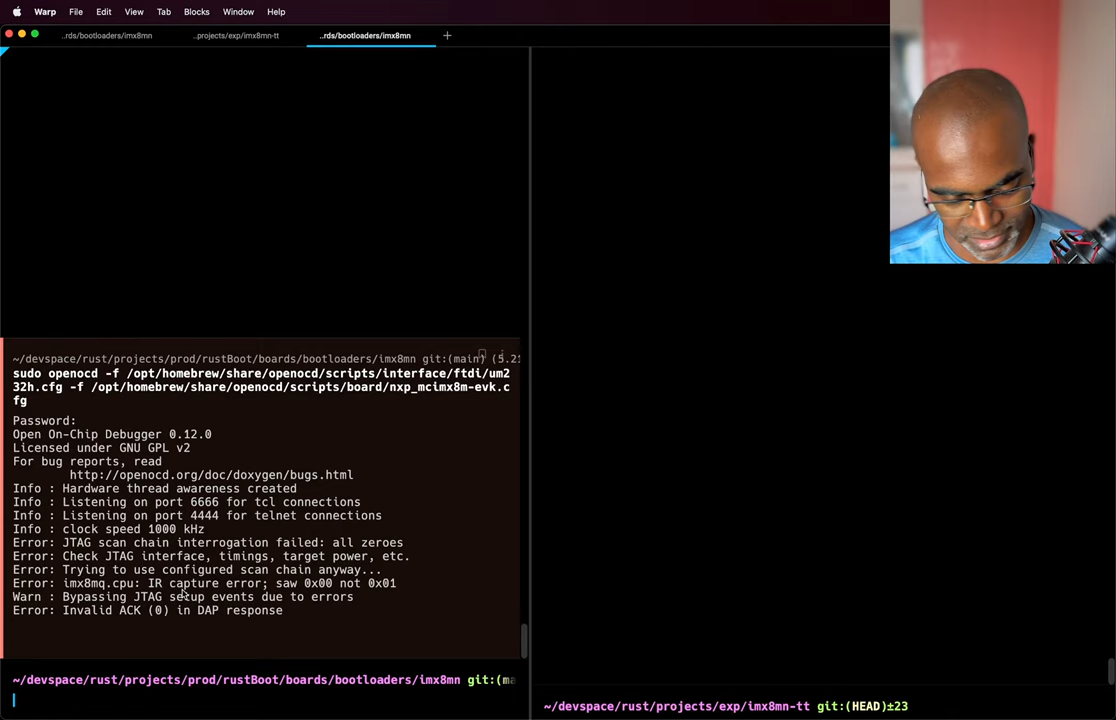 Warp File Edit View Tab Blocks Window Help
..rds/bootloaders/imx8mn ..projects/exp/imx8mn-tt ..rds/bootloaders/imx8mn +
~/devspace/rust/projects/prod/rustBoot/boards/bootloaders/imx8mn git:(main) (5.21
sudo openocd -f /opt/homebrew/share/openocd/scripts/interface/ftdi/um2
32h.cfg -f /opt/homebrew/share/openocd/scripts/board/nxp_mcimx8m-evk.c
fg
Password:
Open On-Chip Debugger 0.12.0
Licensed under GNU GPL v2
For bug reports, read
http://openocd.org/doc/doxygen/bugs.html
Info : Hardware thread awareness created
Info : Listening on port 6666 for tcl connections
Info : Listening on port 4444 for telnet connections
Info : clock speed 1000 kHz
Error: JTAG scan chain interrogation failed: all zeroes
Error: Check JTAG interface, timings, target power, etc.
Error: Trying to use configured scan chain anyway...
Error: imx8mq.cpu: IR capture error; saw 0x00 not 0x01
Warn : Bypassing JTAG setup events due to errors
Error: Invalid ACK (0) in DAP response
~/devspace/rust/projects/prod/rustBoot/boards/bootloaders/imx8mn git:(ma
~/devspace/rust/projects/exp/imx8mn-tt git:(HEAD)±23